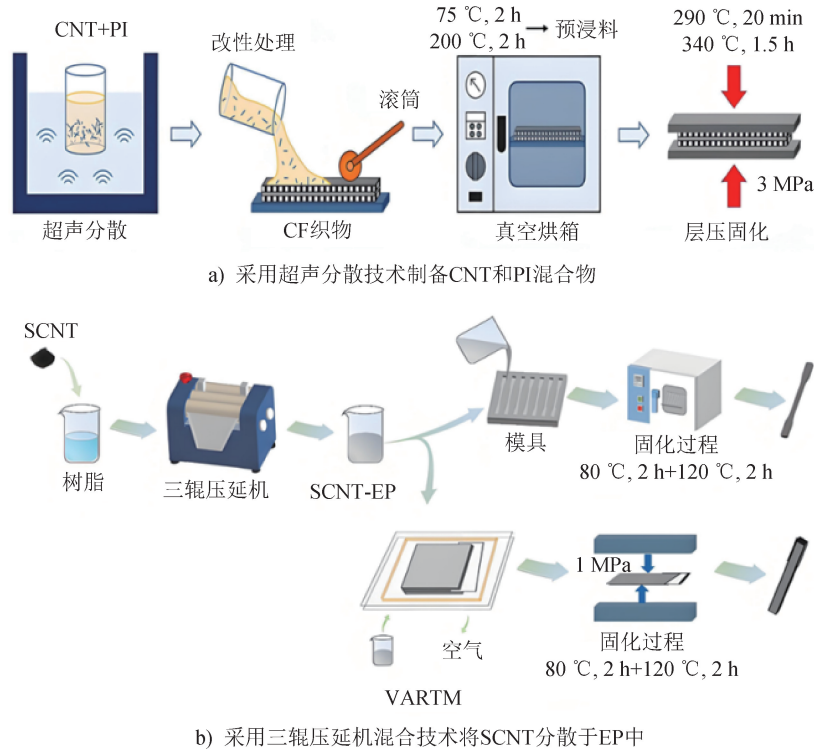 CNT+PI
超声分散
改性处理
滚筒
CF织物
75 ℃, 2 h
200 ℃, 2 h
预浸料
真空烘箱
290 ℃, 20 min
340 ℃, 1.5 h
3 MPa
层压固化
a) 采用超声分散技术制备CNT和PI混合物
SCNT
树脂
三辊压延机
SCNT-EP
模具
固化过程
80 ℃, 2 h+120 ℃, 2 h
空气
VARTM
1 MPa
固化过程
80 ℃, 2 h+120 ℃, 2 h
b) 采用三辊压延机混合技术将SCNT分散于EP中